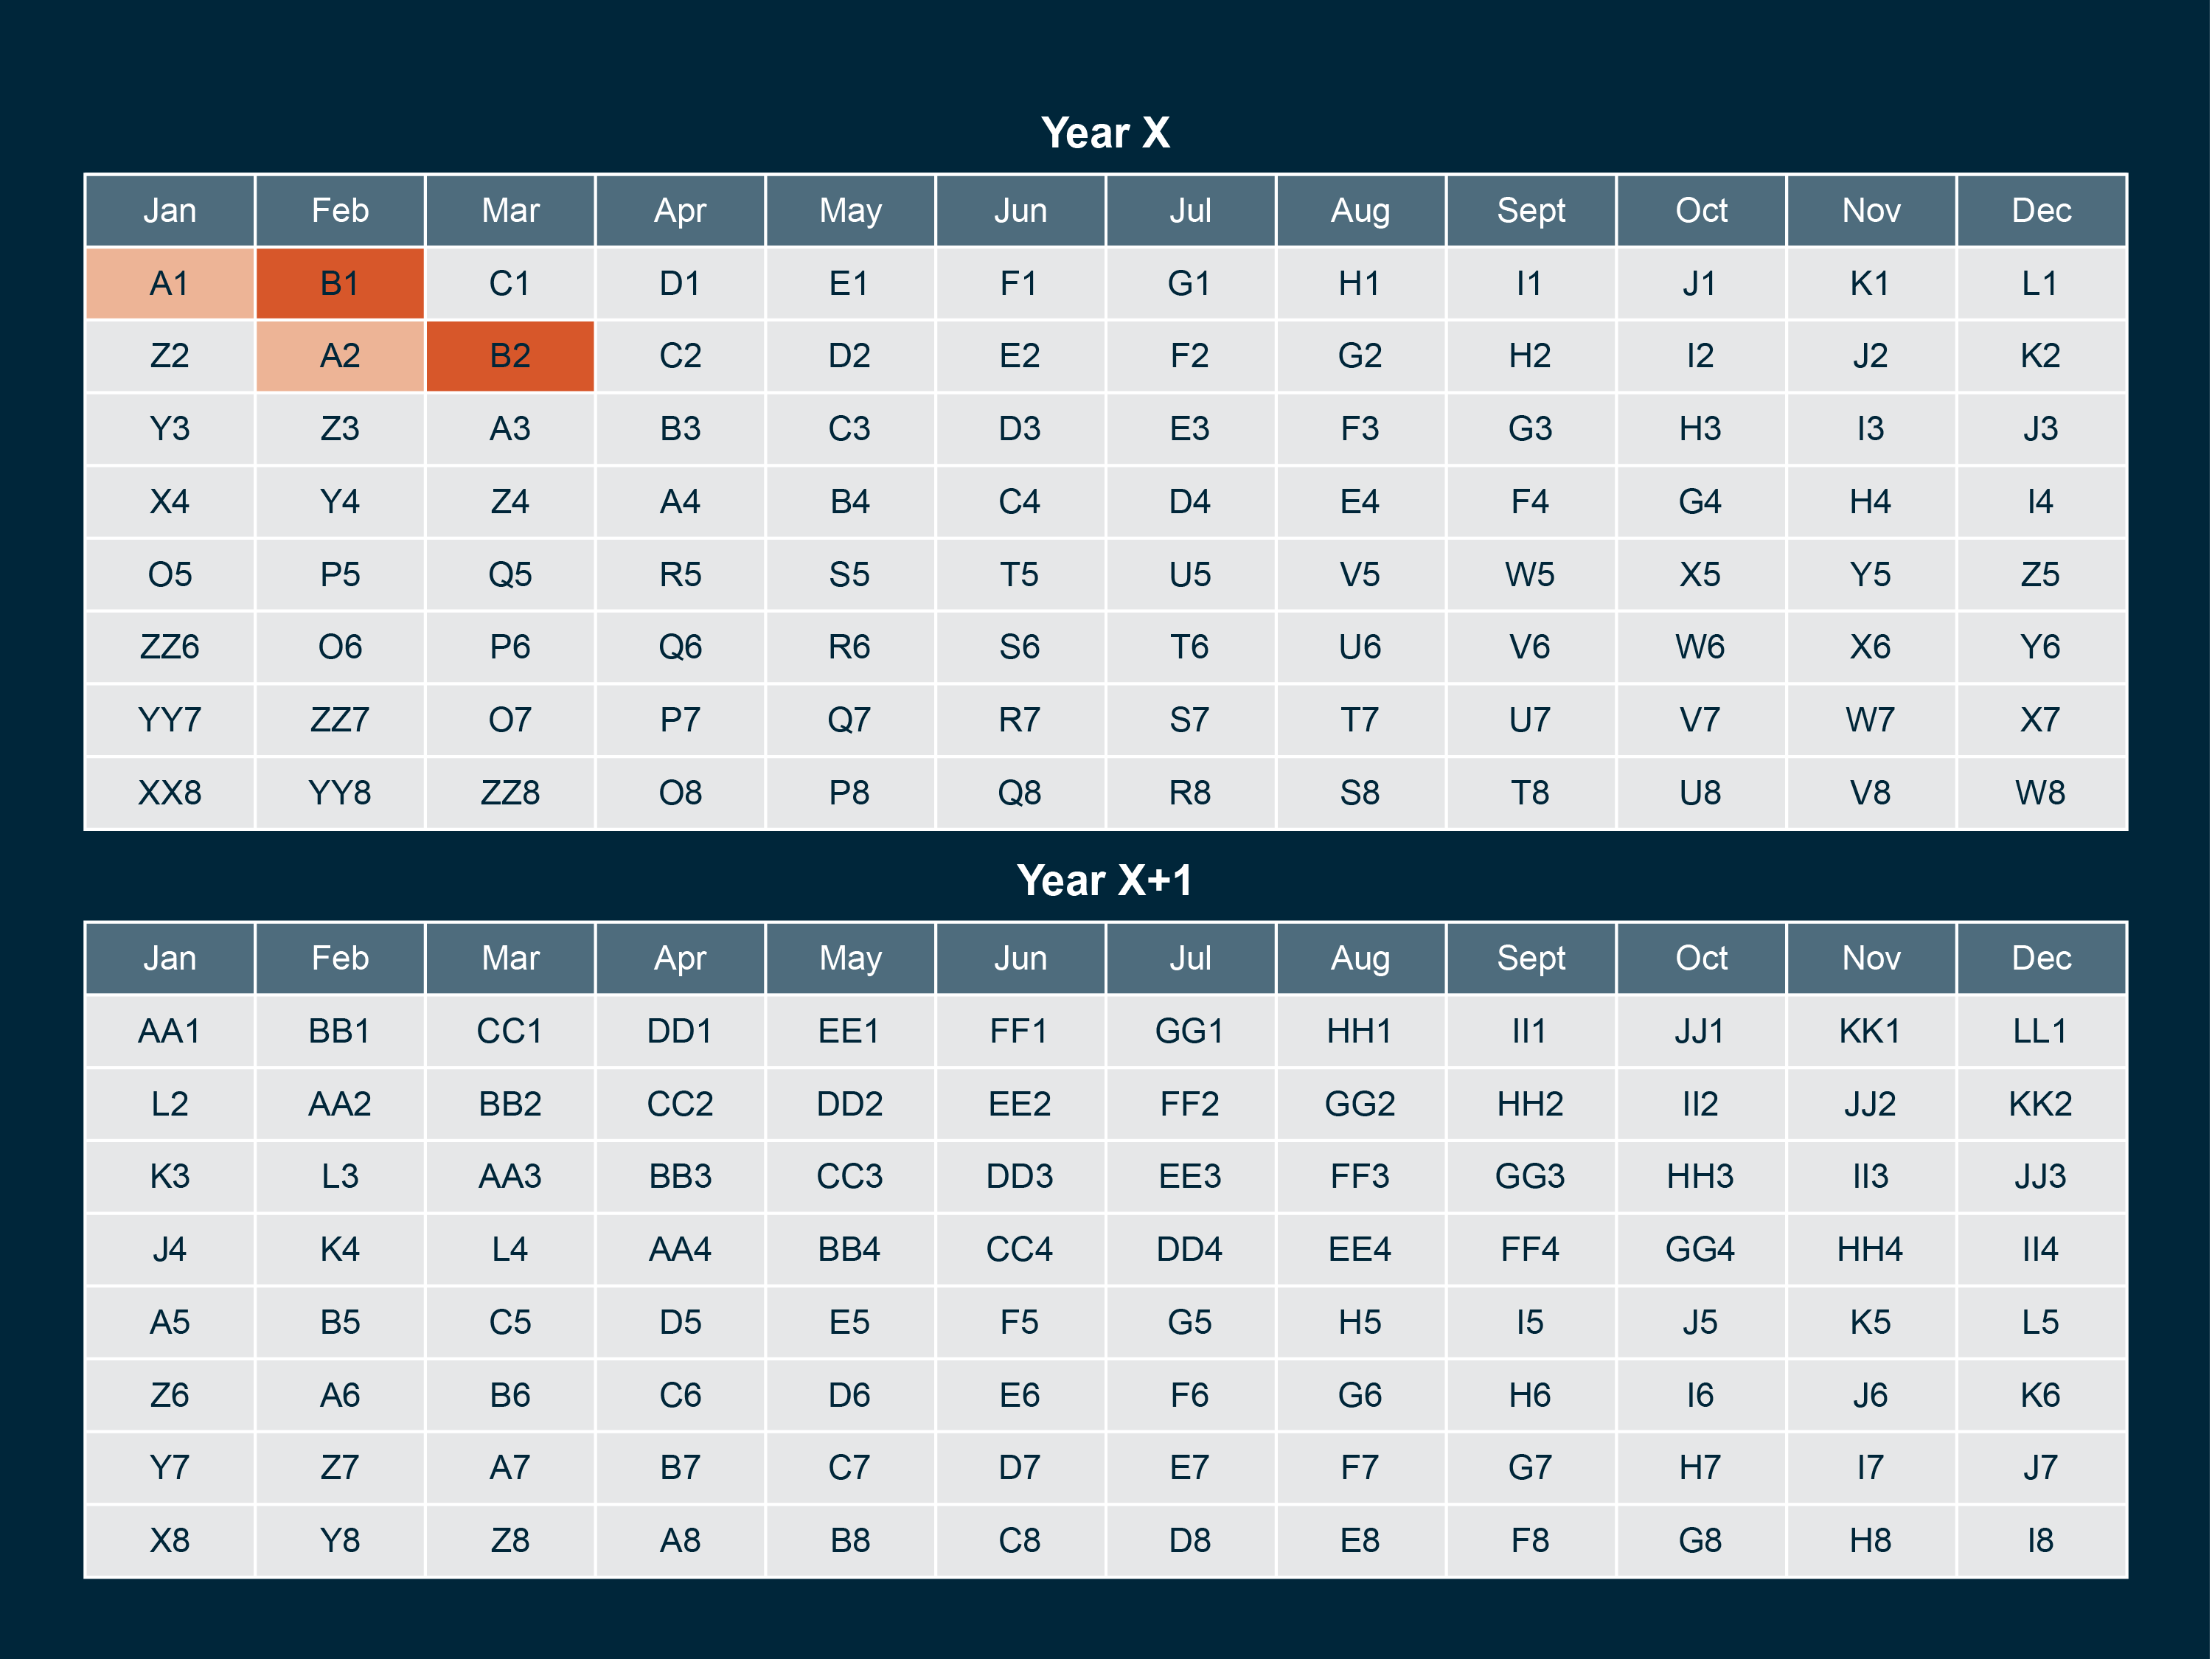 Year X
Jan Feb Mar Apr May Jun Jul Aug Sept Oct Nov Dec
A1 B1 C1 D1 E1 F1 G1 H1 I1 J1 K1 L1
Z2 A2 B2 C2 D2 E2 F2 G2 H2 I2 J2 K2
Y3 Z3 A3 B3 C3 D3 E3 F3 G3 H3 I3 J3
X4 Y4 Z4 A4 B4 C4 D4 E4 F4 G4 H4 I4
O5 P5 Q5 R5 S5 T5 U5 V5 W5 X5 Y5 Z5
ZZ6 O6 P6 Q6 R6 S6 T6 U6 V6 W6 X6 Y6
YY7 ZZ7 O7 P7 Q7 R7 S7 T7 U7 V7 W7 X7
XX8 YY8 ZZ8 O8 P8 Q8 R8 S8 T8 U8 V8 W8
Year X+1
Jan Feb Mar Apr May Jun Jul Aug Sept Oct Nov Dec
AA1 BB1 CC1 DD1 EE1 FF1 GG1 HH1 II1 JJ1 KK1 LL1
L2 AA2 BB2 CC2 DD2 EE2 FF2 GG2 HH2 II2 JJ2 KK2
K3 L3 AA3 BB3 CC3 DD3 EE3 FF3 GG3 HH3 II3 JJ3
J4 K4 L4 AA4 BB4 CC4 DD4 EE4 FF4 GG4 HH4 II4
A5 B5 C5 D5 E5 F5 G5 H5 I5 J5 K5 L5
Z6 A6 B6 C6 D6 E6 F6 G6 H6 I6 J6 K6
Y7 Z7 A7 B7 C7 D7 E7 F7 G7 H7 I7 J7
X8 Y8 Z8 A8 B8 C8 D8 E8 F8 G8 H8 I8